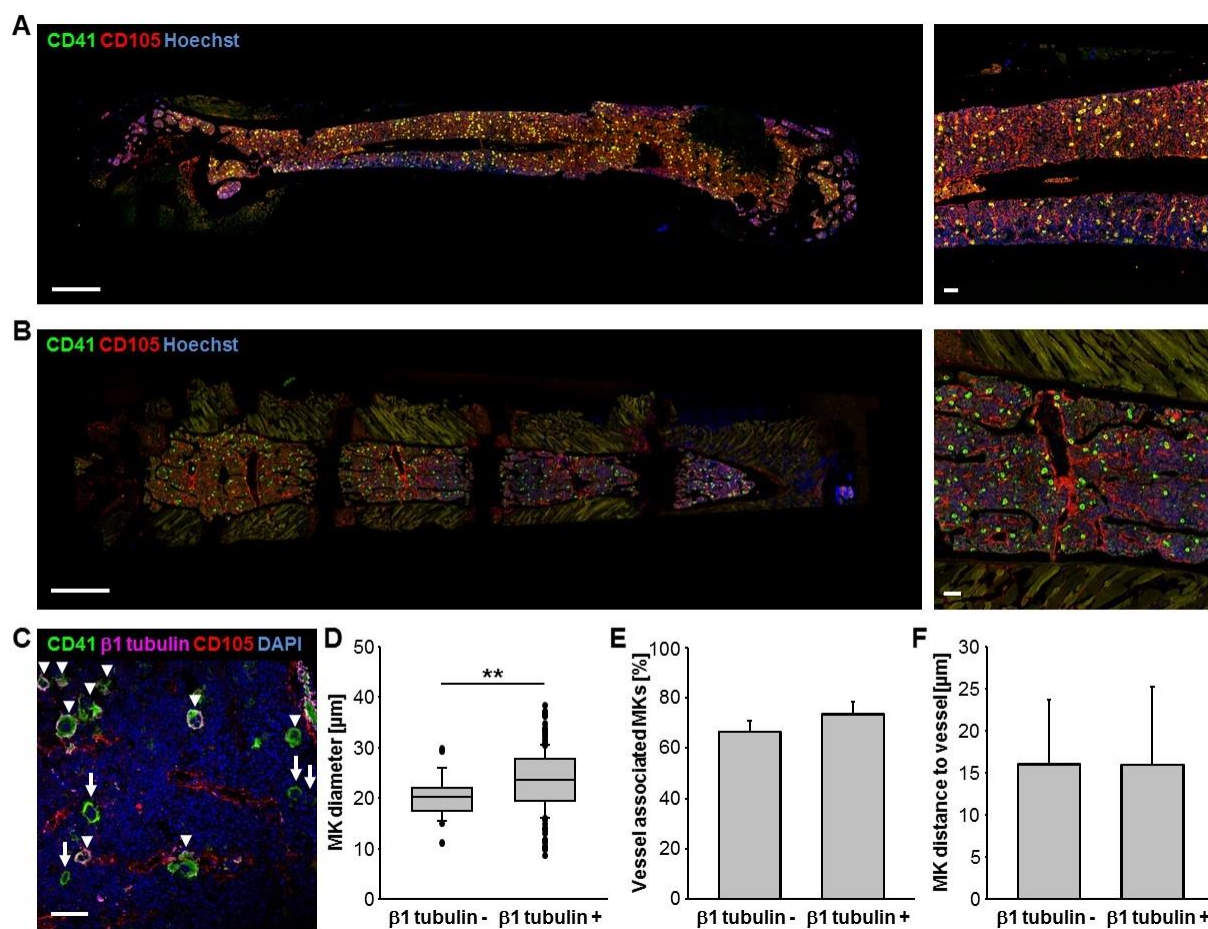 A
CD41 CD105 Hoechst
B
CD41 CD105 Hoechst
C
CD41 β1 tubulin CD105 DAPI
D
MK diameter [µm]
50
40
30
20
10
0
**
β1 tubulin - β1 tubulin +
E
Vessel associated MKs [%]
100
80
60
40
20
0
β1 tubulin - β1 tubulin +
F
MK distance to vessel [µm]
30
25
20
15
10
5
0
β1 tubulin - β1 tubulin +